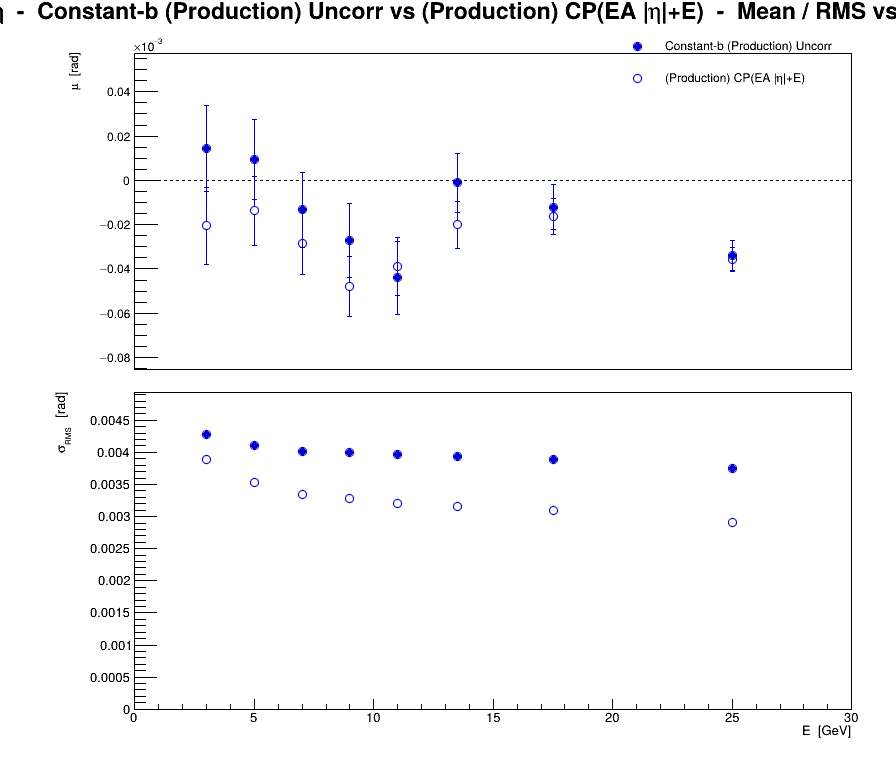 η - Constant-b (Production) Uncorr vs (Production) CP(EA |η|+E) - Mean / RMS vs
×10⁻³
μ [rad]
Constant-b (Production) Uncorr
(Production) CP(EA |η|+E)
0.04
0.02
0
−0.02
−0.04
−0.06
−0.08
σRMS [rad]
0.0045
0.004
0.0035
0.003
0.0025
0.002
0.0015
0.001
0.0005
0
0 5 10 15 20 25 30
E [GeV]